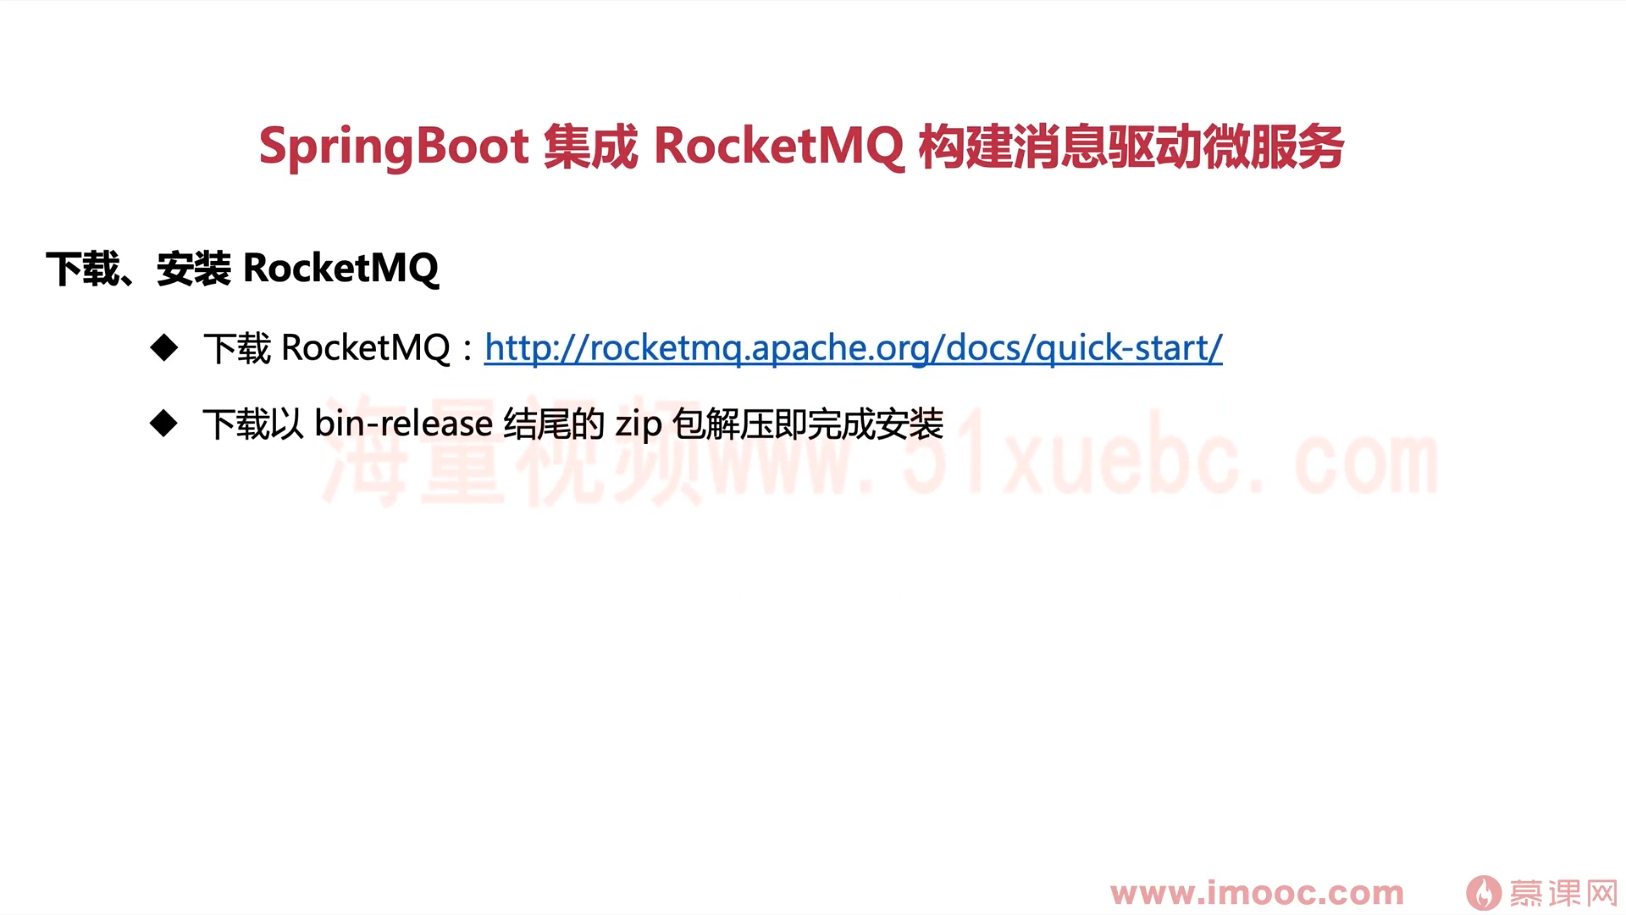 SpringBoot 集成 RocketMQ 构建消息驱动微服务
下载、安装 RocketMQ
◆ 下载 RocketMQ：http://rocketmq.apache.org/docs/quick-start/
◆ 下载以 bin-release 结尾的 zip 包解压即完成安装
海量视频www.51xuebc.com
www.imooc.com 慕课网